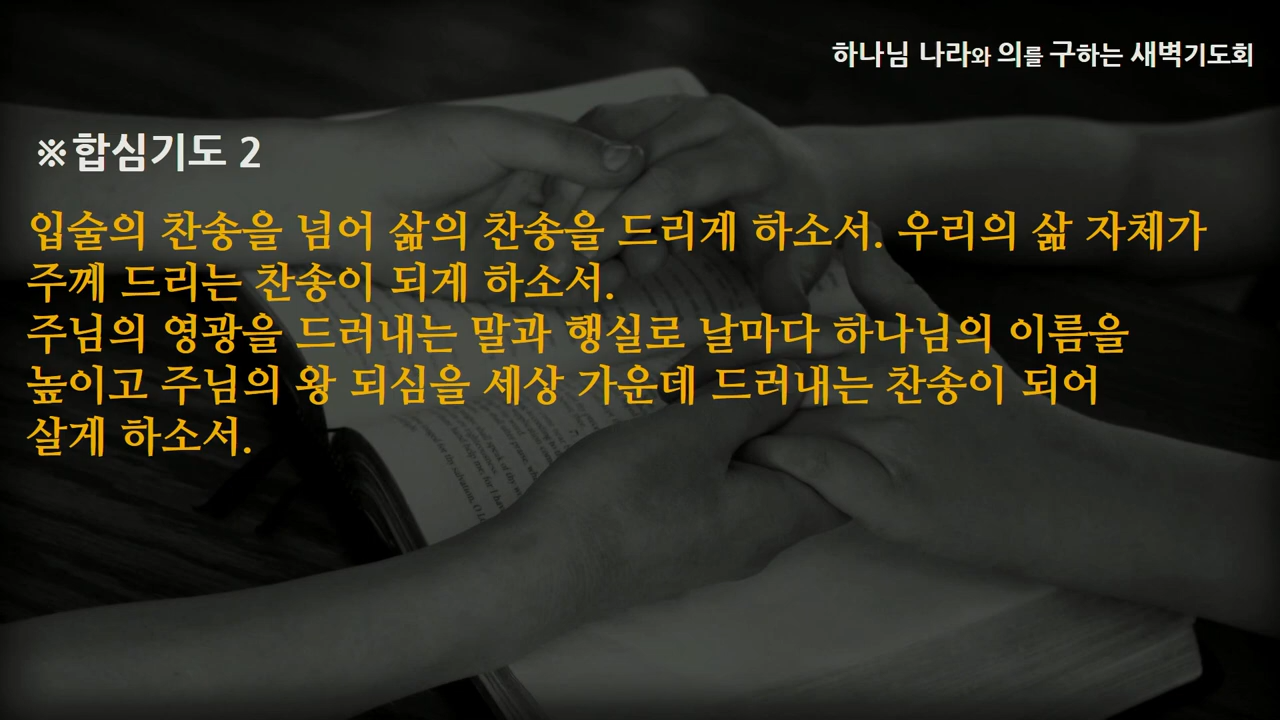 하나님 나라와 의를 구하는 새벽기도회
※합심기도 2
입술의 찬송을 넘어 삶의 찬송을 드리게 하소서. 우리의 삶 자체가
주께 드리는 찬송이 되게 하소서.
주님의 영광을 드러내는 말과 행실로 날마다 하나님의 이름을
높이고 주님의 왕 되심을 세상 가운데 드러내는 찬송이 되어
살게 하소서.